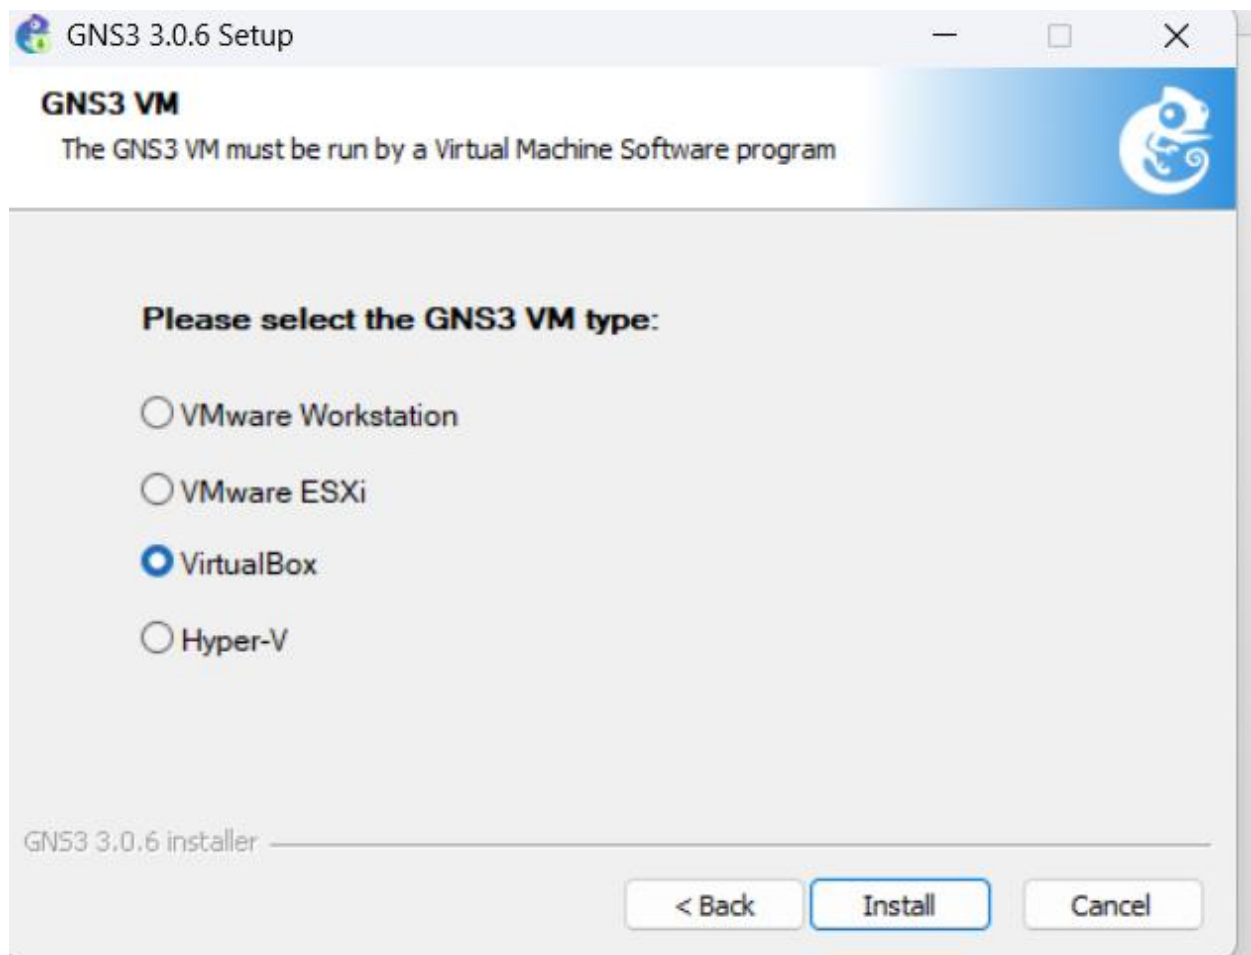 GNS3 3.0.6 Setup
GNS3 VM
The GNS3 VM must be run by a Virtual Machine Software program
Please select the GNS3 VM type:
VMware Workstation
VMware ESXi
VirtualBox
Hyper-V
GNS3 3.0.6 installer
< Back Install Cancel